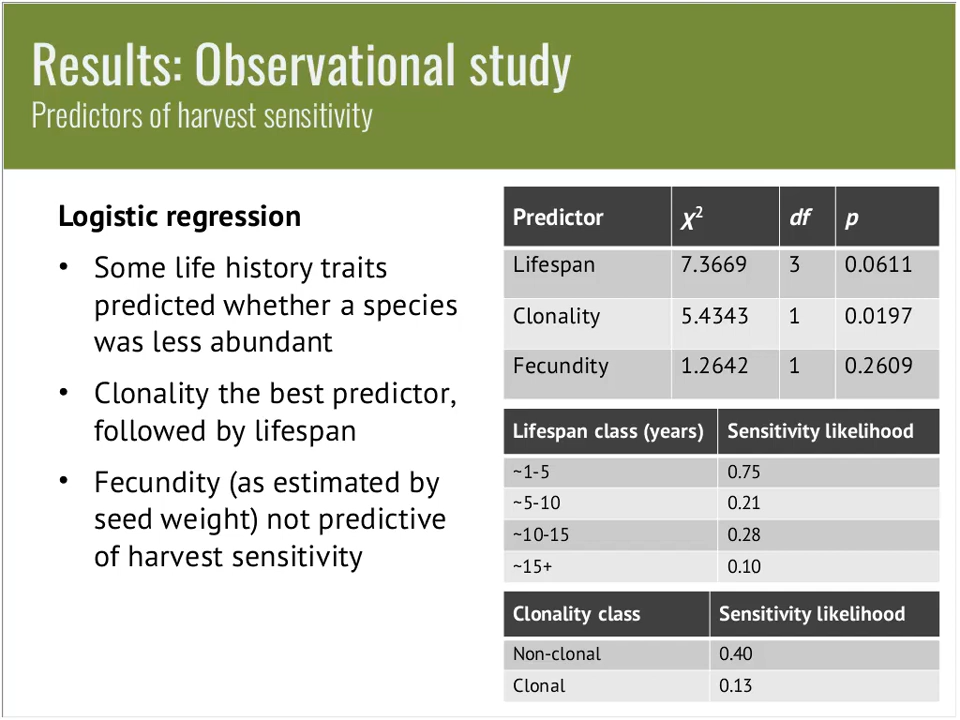 Results: Observational study
Predictors of harvest sensitivity
Logistic regression
• Some life history traits
predicted whether a species
was less abundant
• Clonality the best predictor,
followed by lifespan
• Fecundity (as estimated by
seed weight) not predictive
of harvest sensitivity
Predictor X² df p
Lifespan 7.3669 3 0.0611
Clonality 5.4343 1 0.0197
Fecundity 1.2642 1 0.2609
Lifespan class (years) Sensitivity likelihood
~1-5 0.75
~5-10 0.21
~10-15 0.28
~15+ 0.10
Clonality class Sensitivity likelihood
Non-clonal 0.40
Clonal 0.13